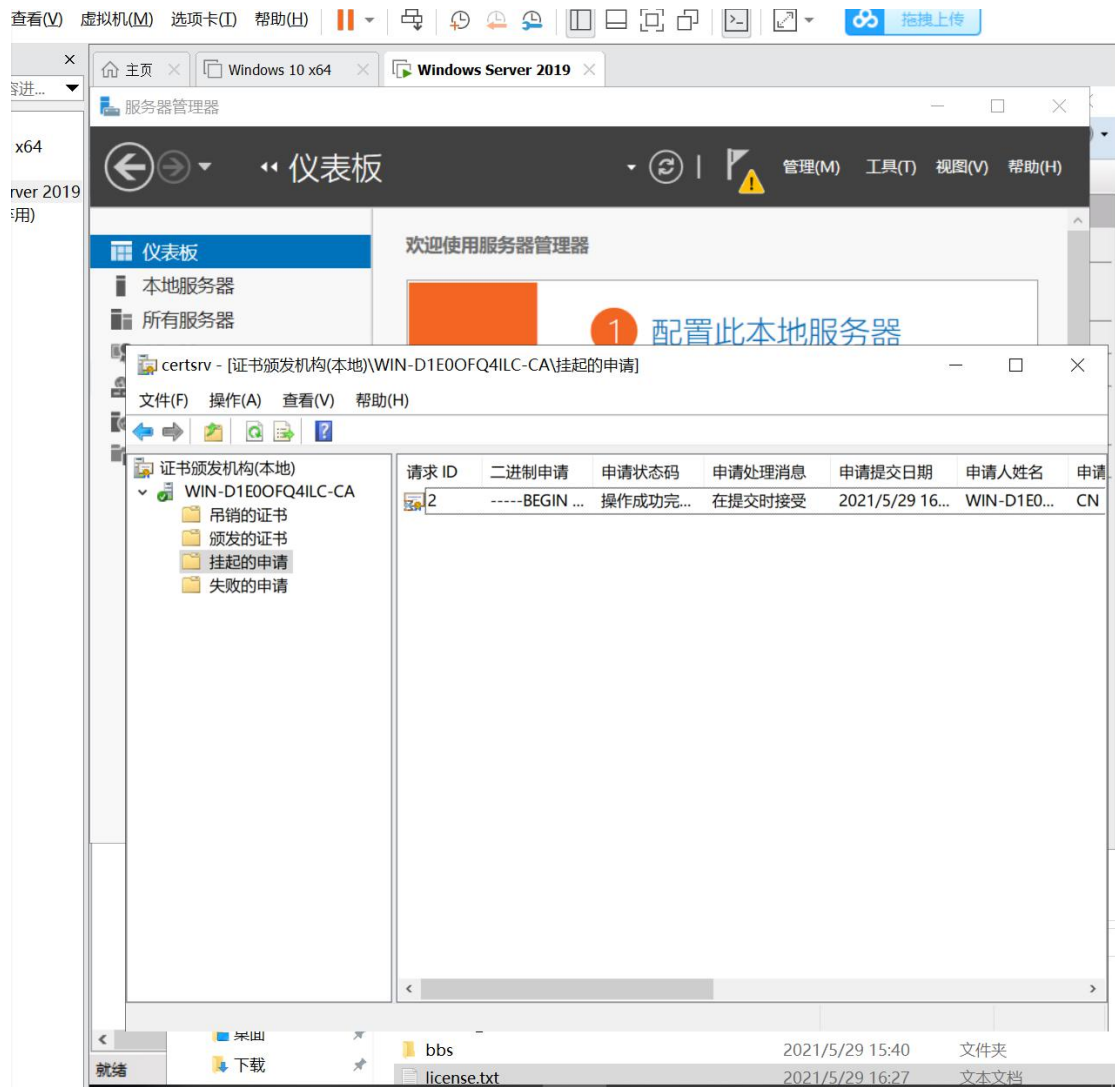 查看(V) 虚拟机(M) 选项卡(T) 帮助(H) 拖拽上传
主页 Windows 10 x64 Windows Server 2019
容进...
服务器管理器
x64
仪表板 管理(M) 工具(T) 视图(V) 帮助(H)
rver 2019
仪表板
本地服务器
所有服务器
欢迎使用服务器管理器
1 配置此本地服务器
certsrv - [证书颁发机构(本地)\WIN-D1E0OFQ4ILC-CA\挂起的申请]
文件(F) 操作(A) 查看(V) 帮助(H)
证书颁发机构(本地)
WIN-D1E0OFQ4ILC-CA
吊销的证书
颁发的证书
挂起的申请
失败的申请
请求 ID 二进制申请 申请状态码 申请处理消息 申请提交日期 申请人姓名 申请
2 -----BEGIN ... 操作成功完... 在提交时接受 2021/5/29 16... WIN-D1E0... CN
桌面
下载
bbs 2021/5/29 15:40 文件夹
license.txt 2021/5/29 16:27 文本文档
就绪